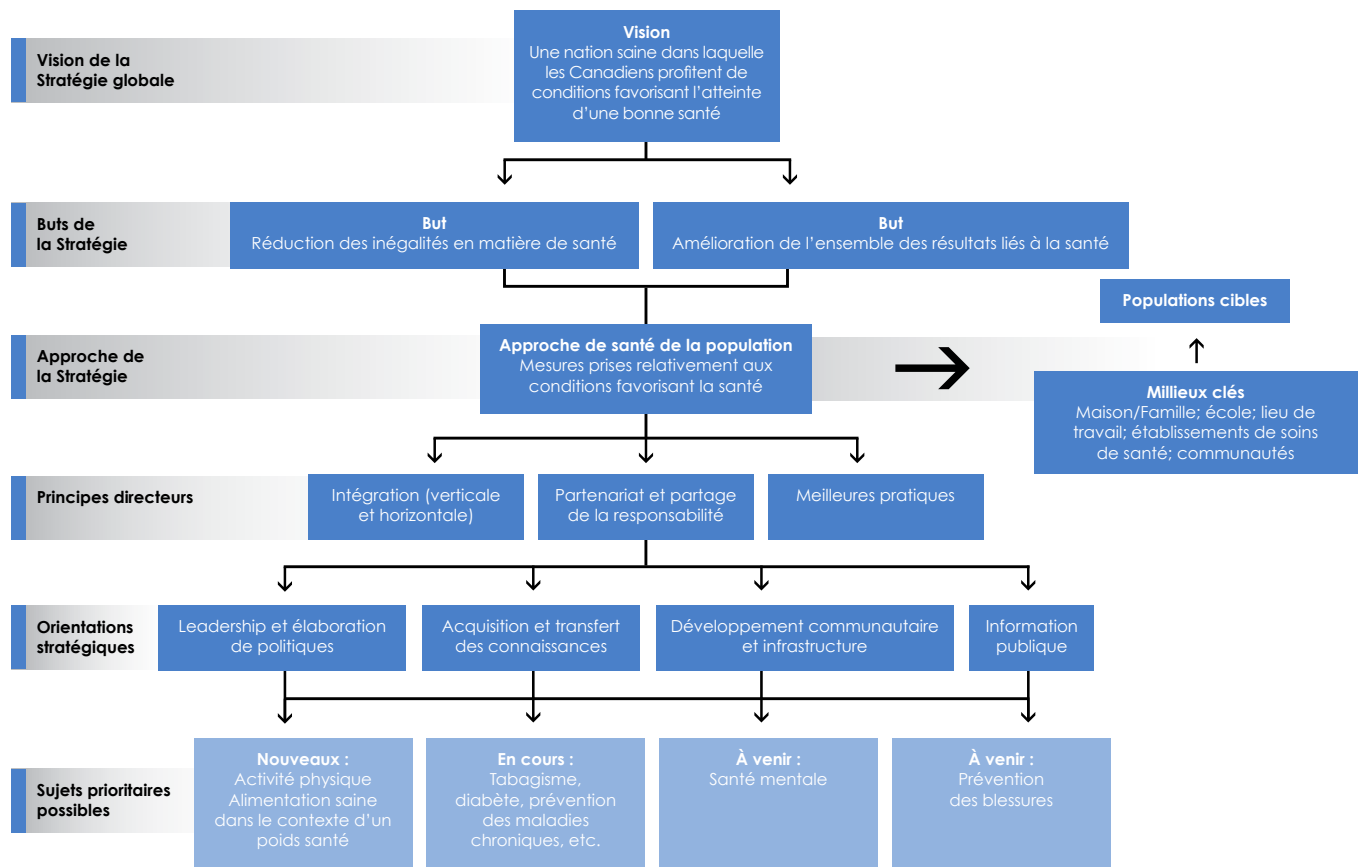 Vision de la
Stratégie globale
Vision
Une nation saine dans laquelle
les Canadiens profitent de
conditions favorisant l’atteinte
d’une bonne santé
Buts de
la Stratégie
But
Réduction des inégalités en matière de santé
But
Amélioration de l’ensemble des résultats liés à la santé
Populations cibles
Approche de
la Stratégie
Approche de santé de la population
Mesures prises relativement aux
conditions favorisant la santé
Millieux clés
Maison/Famille; école; lieu de
travail; établissements de soins
de santé; communautés
Principes directeurs
Intégration (verticale
et horizontale)
Partenariat et partage
de la responsabilité
Meilleures pratiques
Orientations
stratégiques
Leadership et élaboration
de politiques
Acquisition et transfert
des connaissances
Développement communautaire
et infrastructure
Information
publique
Sujets prioritaires
possibles
Nouveaux :
Activité physique
Alimentation saine
dans le contexte d’un
poids santé
En cours :
Tabagisme,
diabète, prévention
des maladies
chroniques, etc.
À venir :
Santé mentale
À venir :
Prévention
des blessures